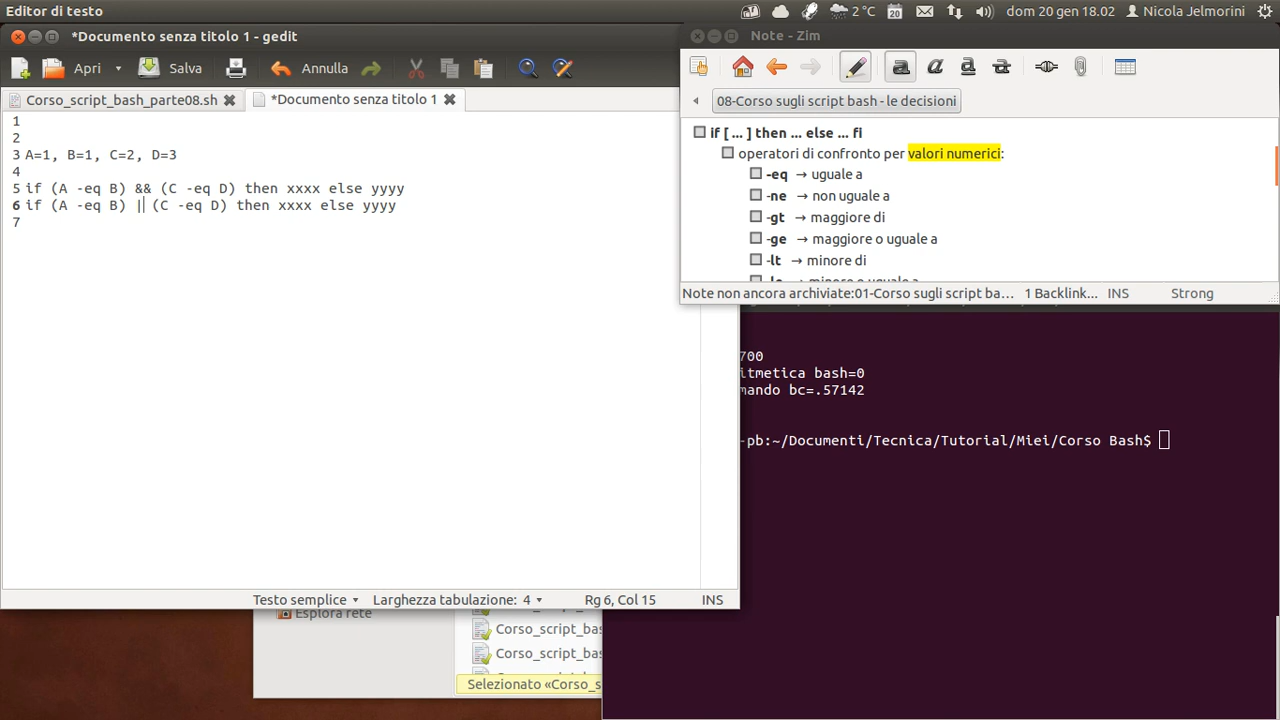 Editor di testo
2 °C
20
dom 20 gen 18.02
Nicola Jelmorini
*Documento senza titolo 1 - gedit
Apri
Salva
Annulla
Corso_script_bash_parte08.sh
*Documento senza titolo 1
1
2
3 A=1, B=1, C=2, D=3
4
5 if (A -eq B) && (C -eq D) then xxxx else yyyy
6 if (A -eq B) || (C -eq D) then xxxx else yyyy
7
Testo semplice
Larghezza tabulazione: 4
Rg 6, Col 15
INS
Note - Zim
08-Corso sugli script bash - le decisioni
if [ ... ] then ... else ... fi
operatori di confronto per valori numerici:
-eq → uguale a
-ne → non uguale a
-gt → maggiore di
-ge → maggiore o uguale a
-lt → minore di
-le → minore o uguale a
Note non ancora archiviate:01-Corso sugli script ba...
1 Backlink...
INS
Strong
700
itmetica bash=0
mando bc=.57142
-pb:~/Documenti/Tecnica/Tutorial/Miei/Corso Bash$
Esplora rete
Corso_script_bas
Corso_script_bas
Selezionato «Corso_s